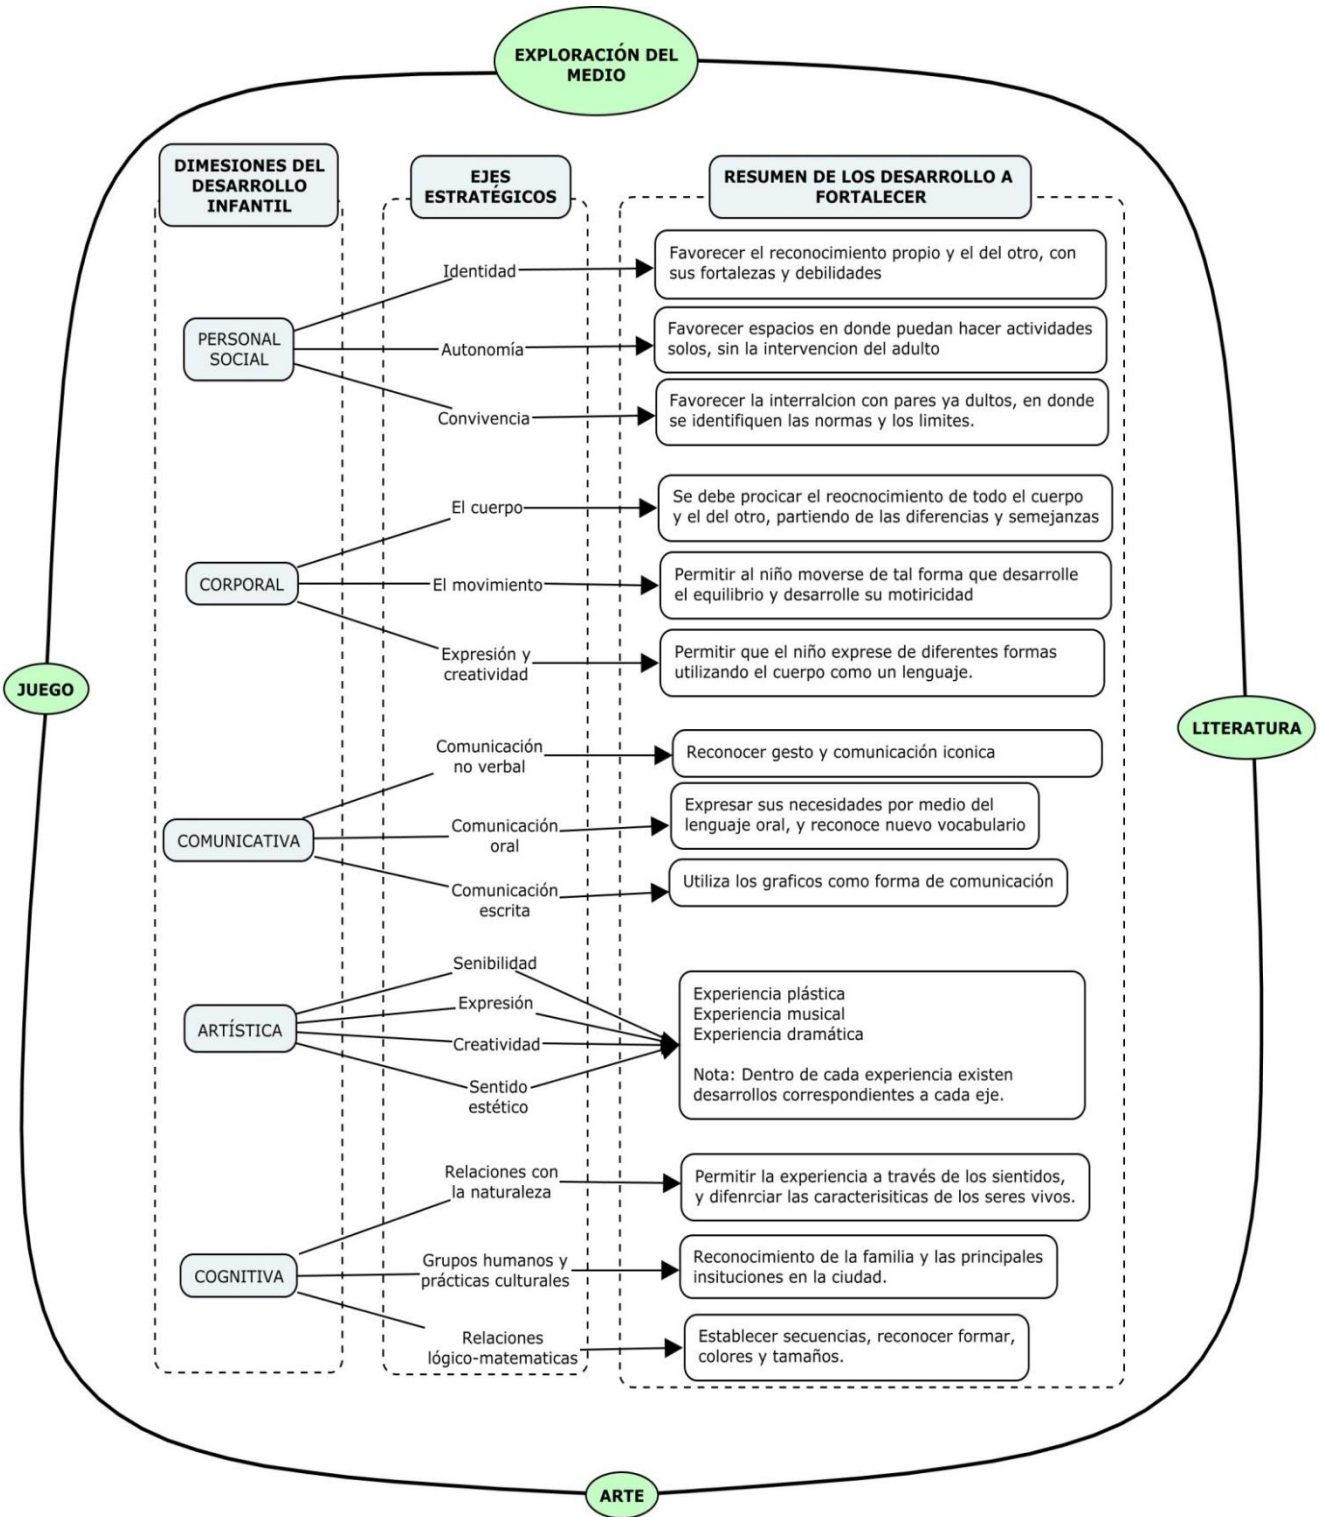 EXPLORACIÓN DEL
MEDIO
DIMESIONES DEL
DESARROLLO
INFANTIL
EJES
ESTRATÉGICOS
RESUMEN DE LOS DESARROLLO A
FORTALECER
PERSONAL
SOCIAL
Identidad
Favorecer el reconocimiento propio y el del otro, con
sus fortalezas y debilidades
Autonomía
Favorecer espacios en donde puedan hacer actividades
solos, sin la intervencion del adulto
Convivencia
Favorecer la interralcion con pares ya dultos, en donde
se identifiquen las normas y los limites.
CORPORAL
El cuerpo
Se debe procicar el reocnocimiento de todo el cuerpo
y el del otro, partiendo de las diferencias y semejanzas
El movimiento
Permitir al niño moverse de tal forma que desarrolle
el equilibrio y desarrolle su motiricidad
Expresión y
creatividad
Permitir que el niño exprese de diferentes formas
utilizando el cuerpo como un lenguaje.
JUEGO
LITERATURA
COMUNICATIVA
Comunicación
no verbal
Reconocer gesto y comunicación iconica
Comunicación
oral
Expresar sus necesidades por medio del
lenguaje oral, y reconoce nuevo vocabulario
Comunicación
escrita
Utiliza los graficos como forma de comunicación
ARTÍSTICA
Senibilidad
Expresión
Creatividad
Sentido
estético
Experiencia plástica
Experiencia musical
Experiencia dramática
Nota: Dentro de cada experiencia existen
desarrollos correspondientes a cada eje.
COGNITIVA
Relaciones con
la naturaleza
Permitir la experiencia a través de los sientidos,
y difenrciar las caracterisiticas de los seres vivos.
Grupos humanos y
prácticas culturales
Reconocimiento de la familia y las principales
insituciones en la ciudad.
Relaciones
lógico-matematicas
Establecer secuencias, reconocer formar,
colores y tamaños.
ARTE